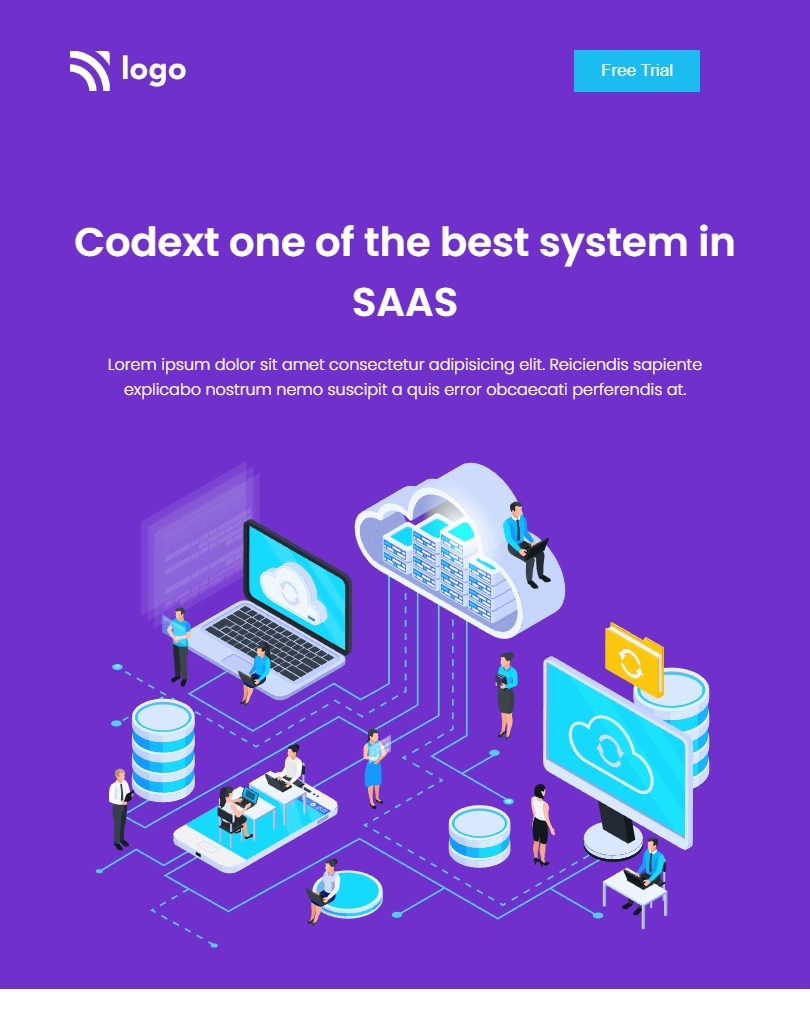 logo
Free Trial
Codext one of the best system in
SAAS
Lorem ipsum dolor sit amet consectetur adipisicing elit. Reiciendis sapiente
explicabo nostrum nemo suscipit a quis error obcaecati perferendis at.